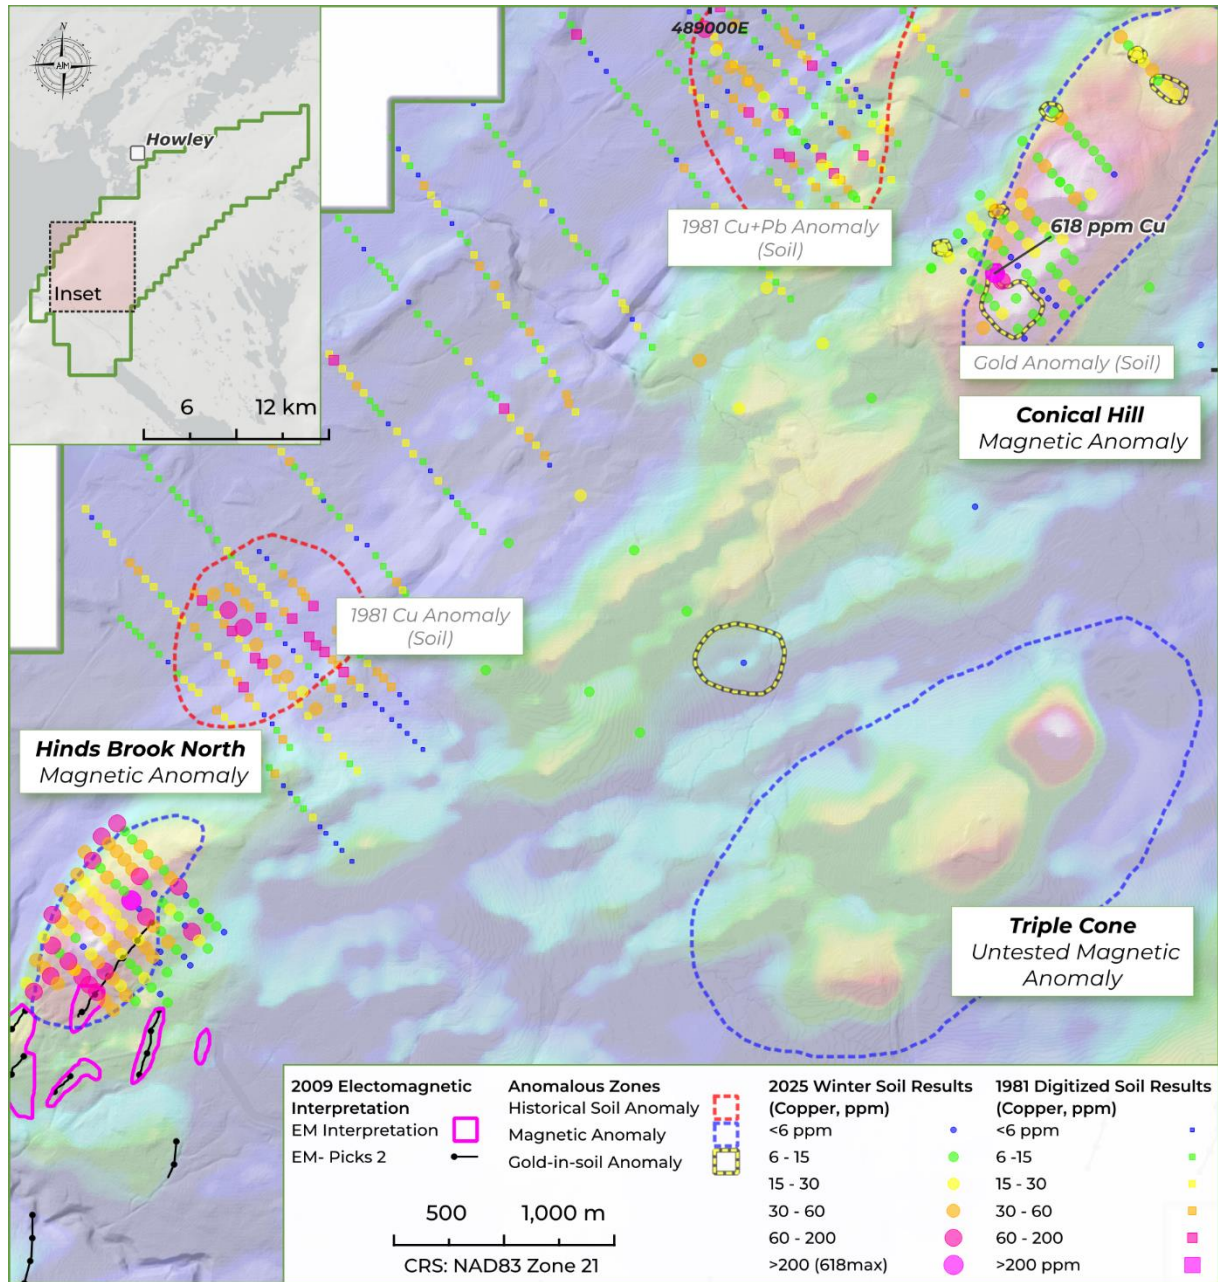 N
AJM
Howley
Inset
6 12 km
489000E
1981 Cu+Pb Anomaly
(Soil)
618 ppm Cu
Gold Anomaly (Soil)
Conical Hill
Magnetic Anomaly
1981 Cu Anomaly
(Soil)
Hinds Brook North
Magnetic Anomaly
Triple Cone
Untested Magnetic
Anomaly
2009 Electomagnetic
Interpretation
EM Interpretation
EM- Picks 2
500 1,000 m
CRS: NAD83 Zone 21
Anomalous Zones
Historical Soil Anomaly
Magnetic Anomaly
Gold-in-soil Anomaly
2025 Winter Soil Results
(Copper, ppm)
<6 ppm
6 - 15
15 - 30
30 - 60
60 - 200
>200 (618max)
1981 Digitized Soil Results
(Copper, ppm)
<6 ppm
6 -15
15 - 30
30 - 60
60 - 200
>200 ppm